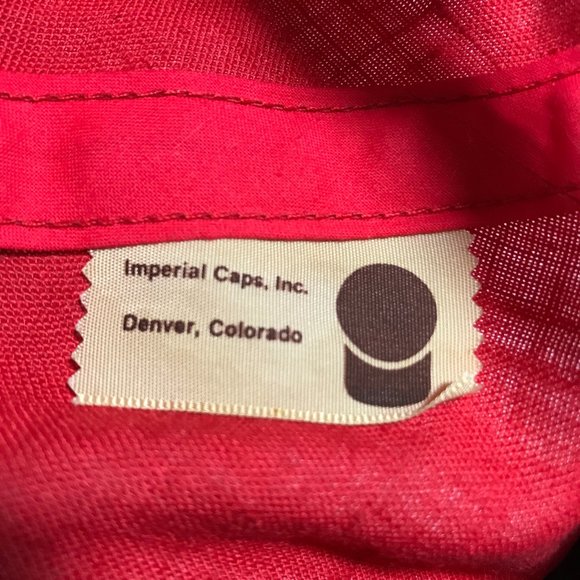 Imperial Caps, Inc.
Denver, Colorado